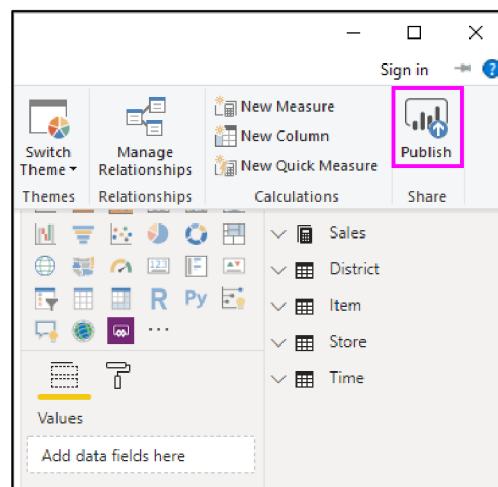 Sign in
?
New Measure
New Column
New Quick Measure
Switch
Theme
Manage
Relationships
Publish
Themes
Relationships
Calculations
Share
123
R
Py
Sales
District
Item
Store
Time
Values
Add data fields here